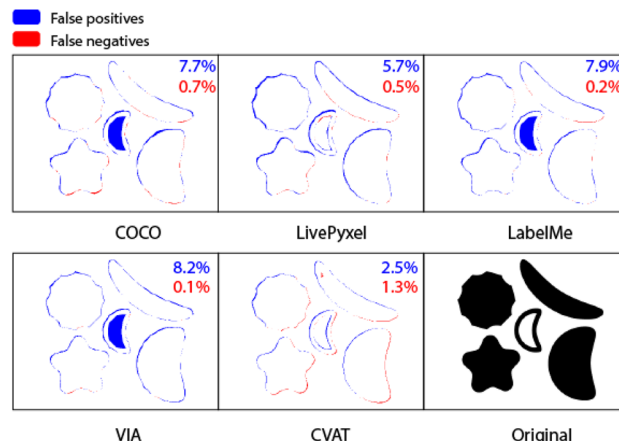 False positives
False negatives
7.7%
0.7%
5.7%
0.5%
7.9%
0.2%
COCO
LivePyxel
LabelMe
8.2%
0.1%
2.5%
1.3%
VIA
CVAT
Original